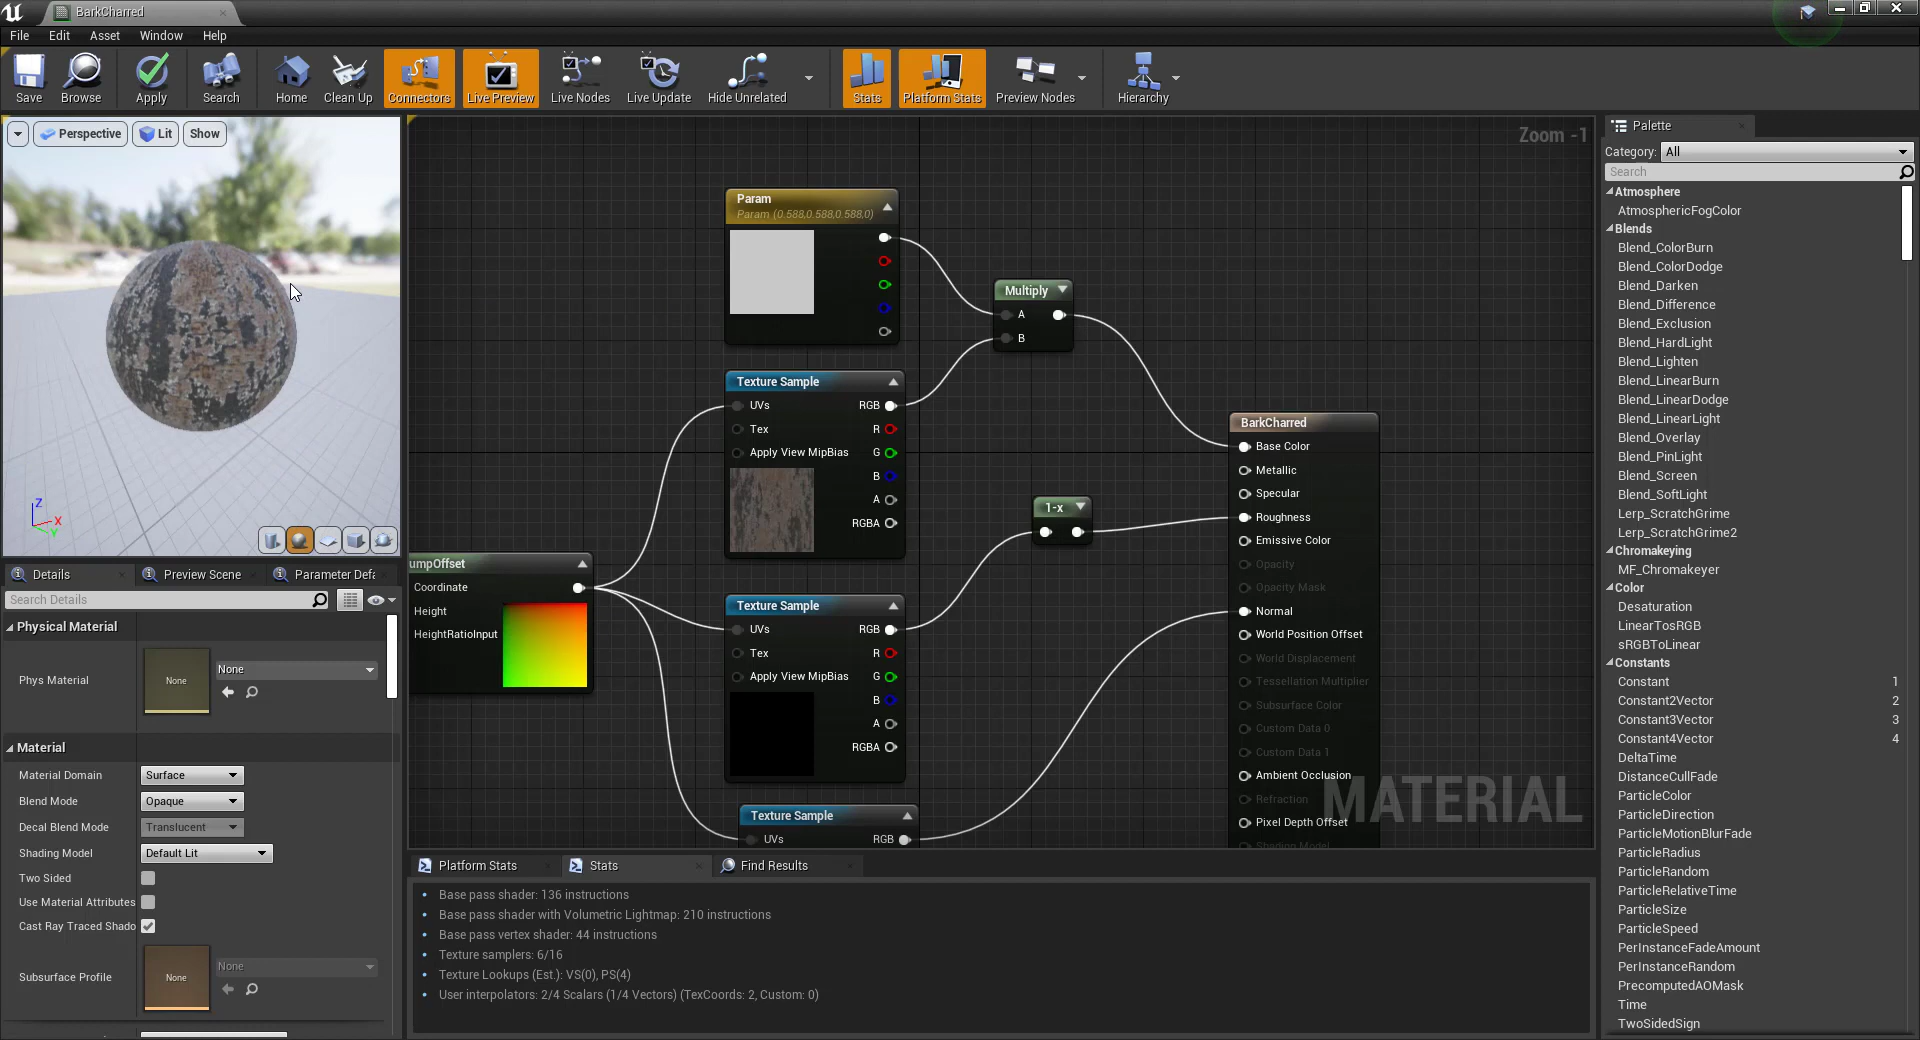 BarkCharred
File Edit Asset Window Help
Save Browse Apply Search Home Clean Up Connectors Live Preview Live Nodes Live Update Hide Unrelated Stats Platform Stats Preview Nodes Hierarchy
Perspective Lit Show
Z
X
Y
Details Preview Scene Parameter Defa
Search Details
Physical Material
Phys Material None None
Material
Material Domain Surface
Blend Mode Opaque
Decal Blend Mode Translucent
Shading Model Default Lit
Two Sided
Use Material Attributes
Cast Ray Traced Shado
Subsurface Profile None None
Zoom -1
Param
Param (0.588,0.588,0.588,0)
Multiply
A
B
Texture Sample
UVs RGB
Tex R
Apply View MipBias G
B
A
RGBA
umpOffset
Coordinate
Height
HeightRatioInput
1-x
Texture Sample
UVs RGB
Tex R
Apply View MipBias G
B
A
RGBA
Texture Sample
UVs RGB
BarkCharred
Base Color
Metallic
Specular
Roughness
Emissive Color
Opacity
Opacity Mask
Normal
World Position Offset
World Displacement
Tessellation Multiplier
Subsurface Color
Custom Data 0
Custom Data 1
Ambient Occlusion
Refraction
Pixel Depth Offset
Shading Model
MATERIAL
Platform Stats Stats Find Results
• Base pass shader: 136 instructions
• Base pass shader with Volumetric Lightmap: 210 instructions
• Base pass vertex shader: 44 instructions
• Texture samplers: 6/16
• Texture Lookups (Est.): VS(0), PS(4)
• User interpolators: 2/4 Scalars (1/4 Vectors) (TexCoords: 2, Custom: 0)
Palette
Category: All
Search
Atmosphere
AtmosphericFogColor
Blends
Blend_ColorBurn
Blend_ColorDodge
Blend_Darken
Blend_Difference
Blend_Exclusion
Blend_HardLight
Blend_Lighten
Blend_LinearBurn
Blend_LinearDodge
Blend_LinearLight
Blend_Overlay
Blend_PinLight
Blend_Screen
Blend_SoftLight
Lerp_ScratchGrime
Lerp_ScratchGrime2
Chromakeying
MF_Chromakeyer
Color
Desaturation
LinearTosRGB
sRGBToLinear
Constants
Constant 1
Constant2Vector 2
Constant3Vector 3
Constant4Vector 4
DeltaTime
DistanceCullFade
ParticleColor
ParticleDirection
ParticleMotionBlurFade
ParticleRadius
ParticleRandom
ParticleRelativeTime
ParticleSize
ParticleSpeed
PerInstanceFadeAmount
PerInstanceRandom
PrecomputedAOMask
Time
TwoSidedSign